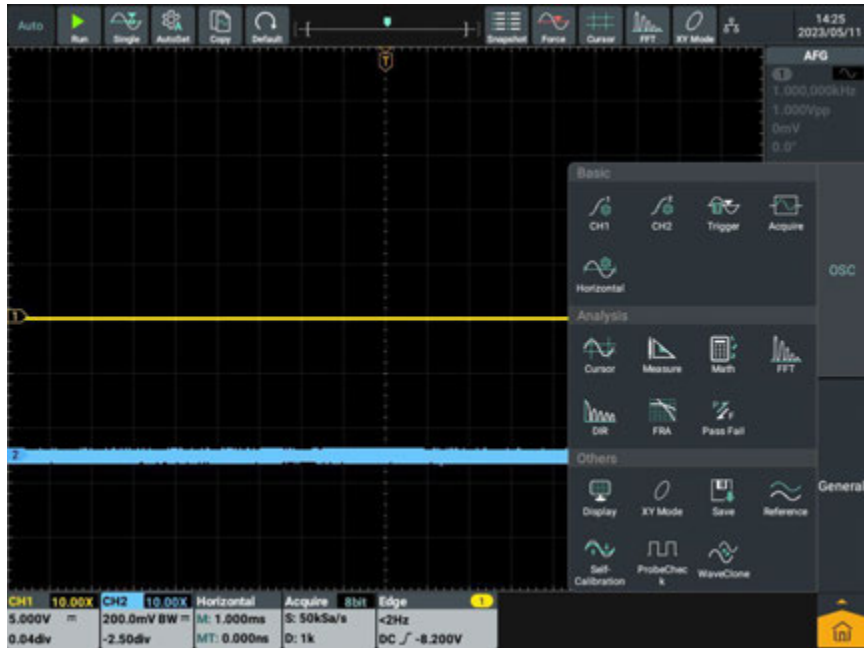 Auto
Run
Single
AutoSet
Copy
Default
T
Snapshot
Force
Cursor
FFT
XY Mode
14:25
2023/05/11
AFG
1
1.000,000kHz
1.000Vpp
0mV
0.0°
T
Basic
CH1
CH2
Trigger
Acquire
Horizontal
OSC
1
Analysis
Cursor
Measure
Math
FFT
DIR
FRA
Pass Fail
2
Others
Display
XY Mode
Save
Reference
General
Self-
Calibration
ProbeChec
k
WaveClone
CH1 10.00X CH2 10.00X Horizontal Acquire 8bit Edge 1
5.000V 200.0mV BW M: 1.000ms S: 50kSa/s <2Hz
0.04div -2.50div MT: 0.000ns D: 1k DC -8.200V